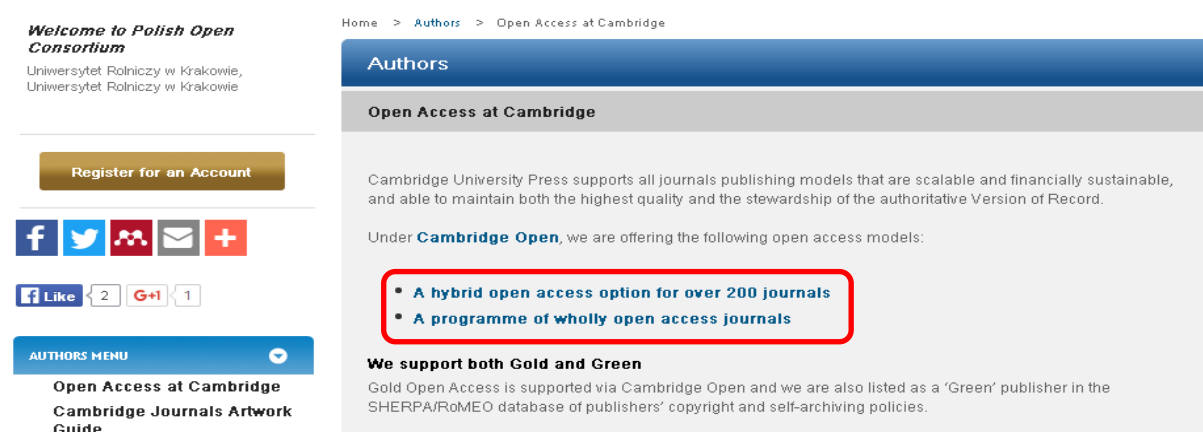 Welcome to Polish Open
Consortium
Uniwersytet Rolniczy w Krakowie,
Uniwersytet Rolniczy w Krakowie
Register for an Account
f
Like 2 G+1 1
AUTHORS MENU
Open Access at Cambridge
Cambridge Journals Artwork
Guide
Home > Authors > Open Access at Cambridge
Authors
Open Access at Cambridge
Cambridge University Press supports all journals publishing models that are scalable and financially sustainable,
and able to maintain both the highest quality and the stewardship of the authoritative Version of Record.
Under Cambridge Open, we are offering the following open access models:
• A hybrid open access option for over 200 journals
• A programme of wholly open access journals
We support both Gold and Green
Gold Open Access is supported via Cambridge Open and we are also listed as a ‘Green’ publisher in the
SHERPA/RoMEO database of publishers’ copyright and self-archiving policies.